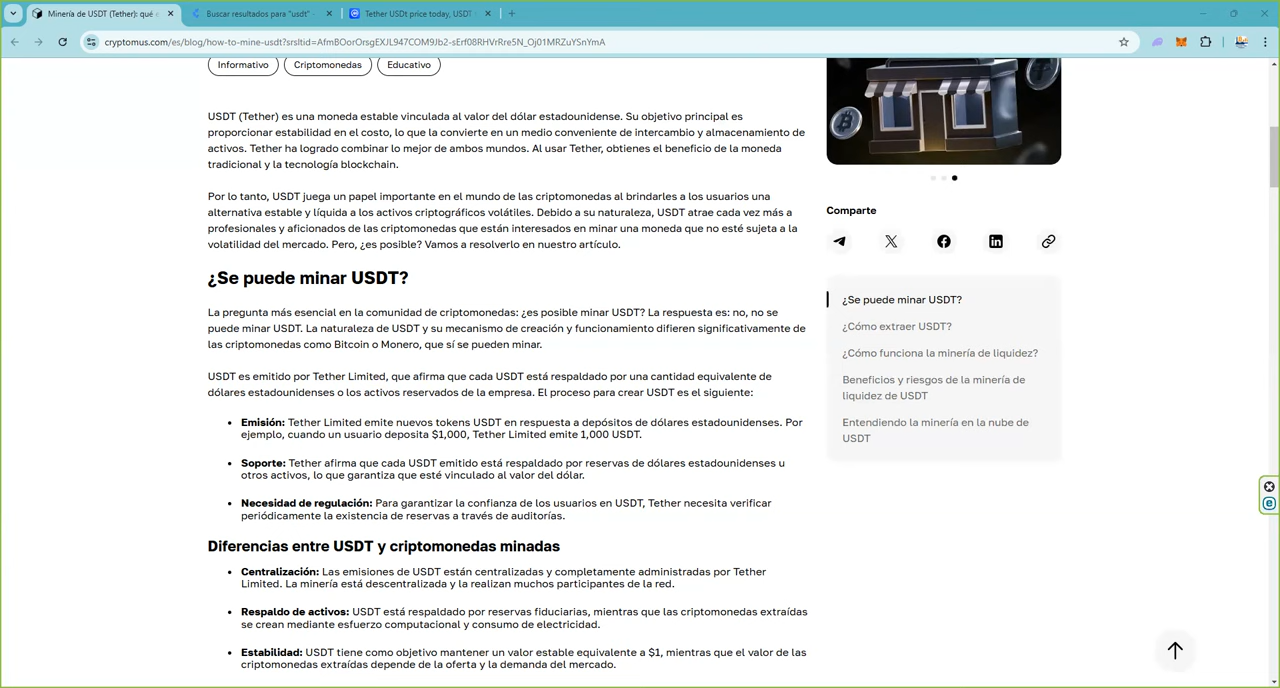 Minería de USDT (Tether): qué e
Buscar resultados para "usdt"
Tether USDt price today, USDT
cryptomus.com/es/blog/how-to-mine-usdt?srsltid=AfmBOorOrsgEXJL947COM9Jb2-sErf08RHVrRre5N_Oj01MRZuYSnYmA
Informativo
Criptomonedas
Educativo
USDT (Tether) es una moneda estable vinculada al valor del dólar estadounidense. Su objetivo principal es
proporcionar estabilidad en el costo, lo que la convierte en un medio conveniente de intercambio y almacenamiento de
activos. Tether ha logrado combinar lo mejor de ambos mundos. Al usar Tether, obtienes el beneficio de la moneda
tradicional y la tecnología blockchain.
Por lo tanto, USDT juega un papel importante en el mundo de las criptomonedas al brindarles a los usuarios una
alternativa estable y líquida a los activos criptográficos volátiles. Debido a su naturaleza, USDT atrae cada vez más a
profesionales y aficionados de las criptomonedas que están interesados en minar una moneda que no esté sujeta a la
volatilidad del mercado. Pero, ¿es posible? Vamos a resolverlo en nuestro artículo.
¿Se puede minar USDT?
La pregunta más esencial en la comunidad de criptomonedas: ¿es posible minar USDT? La respuesta es: no, no se
puede minar USDT. La naturaleza de USDT y su mecanismo de creación y funcionamiento difieren significativamente de
las criptomonedas como Bitcoin o Monero, que sí se pueden minar.
USDT es emitido por Tether Limited, que afirma que cada USDT está respaldado por una cantidad equivalente de
dólares estadounidenses o los activos reservados de la empresa. El proceso para crear USDT es el siguiente:
• Emisión: Tether Limited emite nuevos tokens USDT en respuesta a depósitos de dólares estadounidenses. Por
ejemplo, cuando un usuario deposita $1,000, Tether Limited emite 1,000 USDT.
• Soporte: Tether afirma que cada USDT emitido está respaldado por reservas de dólares estadounidenses u
otros activos, lo que garantiza que esté vinculado al valor del dólar.
• Necesidad de regulación: Para garantizar la confianza de los usuarios en USDT, Tether necesita verificar
periódicamente la existencia de reservas a través de auditorías.
Diferencias entre USDT y criptomonedas minadas
• Centralización: Las emisiones de USDT están centralizadas y completamente administradas por Tether
Limited. La minería está descentralizada y la realizan muchos participantes de la red.
• Respaldo de activos: USDT está respaldado por reservas fiduciarias, mientras que las criptomonedas extraídas
se crean mediante esfuerzo computacional y consumo de electricidad.
• Estabilidad: USDT tiene como objetivo mantener un valor estable equivalente a $1, mientras que el valor de las
criptomonedas extraídas depende de la oferta y la demanda del mercado.
Comparte
¿Se puede minar USDT?
¿Cómo extraer USDT?
¿Cómo funciona la minería de liquidez?
Beneficios y riesgos de la minería de
liquidez de USDT
Entendiendo la minería en la nube de
USDT